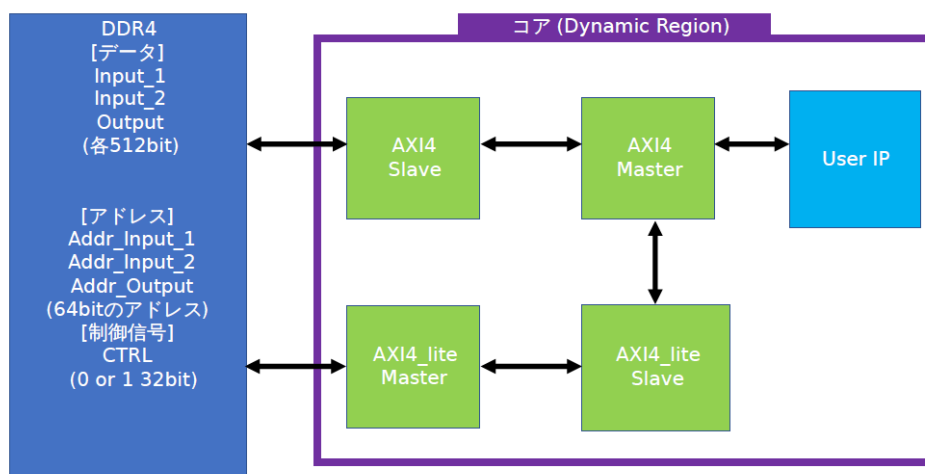 DDR4
[データ]
Input_1
Input_2
Output
(各512bit)
[アドレス]
Addr_Input_1
Addr_Input_2
Addr_Output
(64bitのアドレス)
[制御信号]
CTRL
(0 or 1 32bit)
コア (Dynamic Region)
AXI4
Slave
AXI4
Master
User IP
AXI4_lite
Master
AXI4_lite
Slave